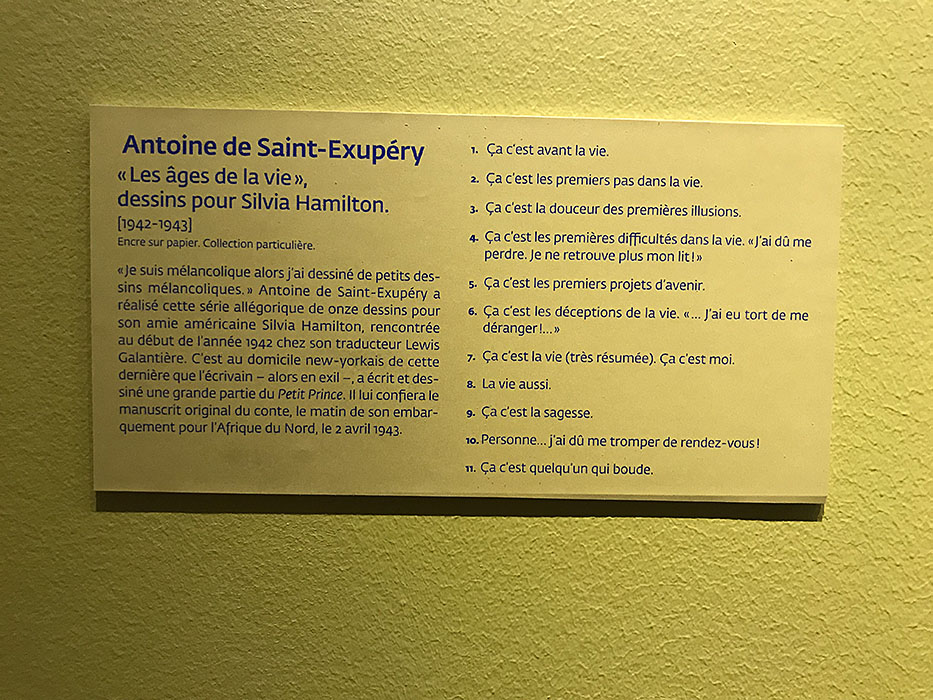 Antoine de Saint-Exupéry
« Les âges de la vie »,
dessins pour Silvia Hamilton.
[1942-1943]
Encre sur papier. Collection particulière.
« Je suis mélancolique alors j'ai dessiné de petits des-
sins mélancoliques. » Antoine de Saint-Exupéry a
réalisé cette série allégorique de onze dessins pour
son amie américaine Silvia Hamilton, rencontrée
au début de l'année 1942 chez son traducteur Lewis
Galantière. C'est au domicile new-yorkais de cette
dernière que l'écrivain – alors en exil –, a écrit et des-
siné une grande partie du Petit Prince. Il lui confiera le
manuscrit original du conte, le matin de son embar-
quement pour l'Afrique du Nord, le 2 avril 1943.
1. Ça c'est avant la vie.
2. Ça c'est les premiers pas dans la vie.
3. Ça c'est la douceur des premières illusions.
4. Ça c'est les premières difficultés dans la vie. « J'ai dû me
perdre. Je ne retrouve plus mon lit ! »
5. Ça c'est les premiers projets d'avenir.
6. Ça c'est les déceptions de la vie. « ... J'ai eu tort de me
déranger !... »
7. Ça c'est la vie (très résumée). Ça c'est moi.
8. La vie aussi.
9. Ça c'est la sagesse.
10. Personne... j'ai dû me tromper de rendez-vous !
11. Ça c'est quelqu'un qui boude.